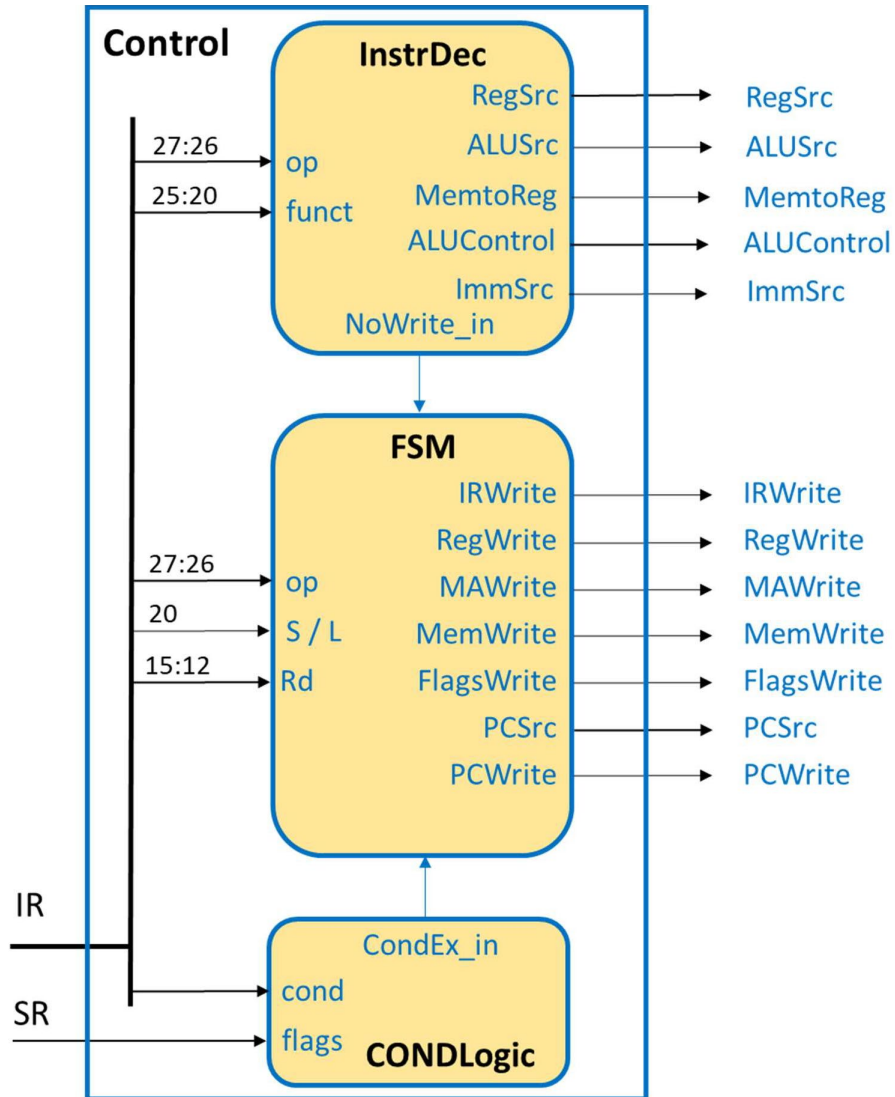 Control
InstrDec
RegSrc RegSrc
27:26
op
ALUSrc ALUSrc
25:20
funct
MemtoReg MemtoReg
ALUControl ALUControl
ImmSrc ImmSrc
NoWrite_in
FSM
IRWrite IRWrite
RegWrite RegWrite
27:26
op
MAWrite MAWrite
20
S / L
MemWrite MemWrite
15:12
Rd
FlagsWrite FlagsWrite
PCSrc PCSrc
PCWrite PCWrite
IR
CondEx_in
cond
SR
flags
CONDLogic